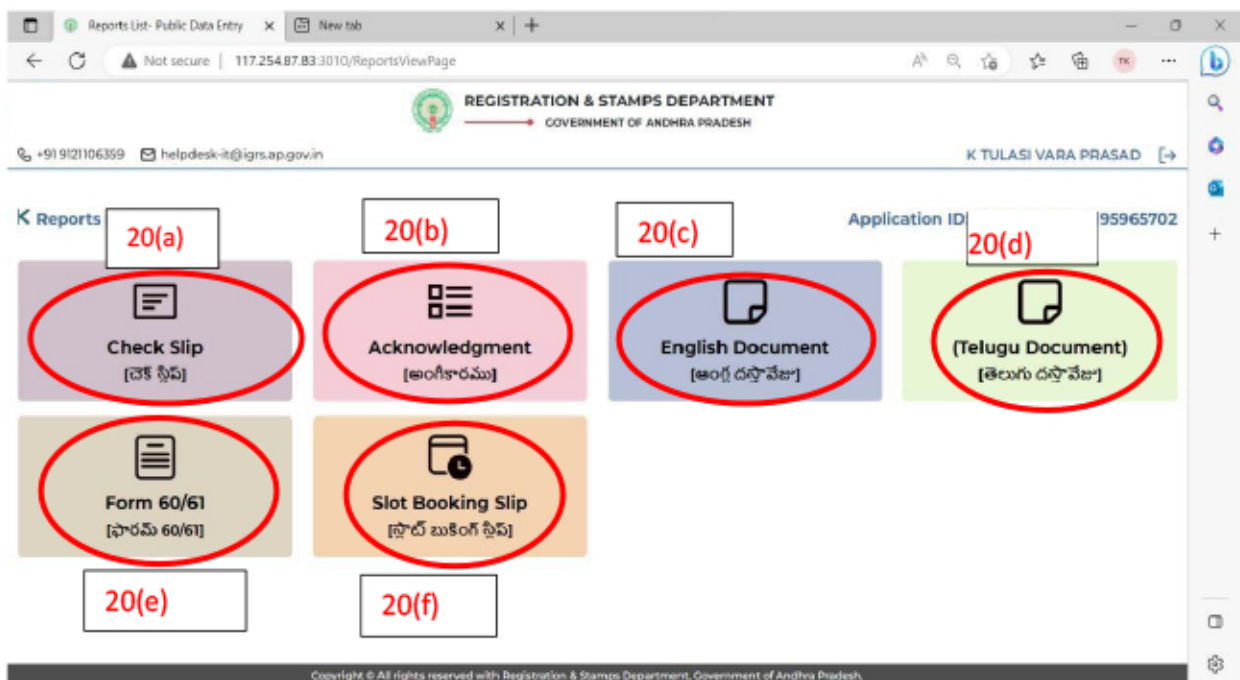 Reports List- Public Data Entry
New tab
Not secure | 117.254.87.83:3010/ReportsViewPage
TK
REGISTRATION & STAMPS DEPARTMENT
GOVERNMENT OF ANDHRA PRADESH
+91 9121106359 helpdesk-it@igrs.ap.gov.in
K TULASI VARA PRASAD
Reports
Application ID
95965702
20(a)
20(b)
20(c)
20(d)
Check Slip
[చెక్ స్లిప్]
Acknowledgment
[అంగీకారము]
English Document
[ఆంగ్ల దస్తావేజు]
(Telugu Document)
[తెలుగు దస్తావేజు]
Form 60/61
[ఫారమ్ 60/61]
Slot Booking Slip
[స్లాట్ బుకింగ్ స్లిప్]
20(e)
20(f)
Copyright © All rights reserved with Registration & Stamps Department, Government of Andhra Pradesh.